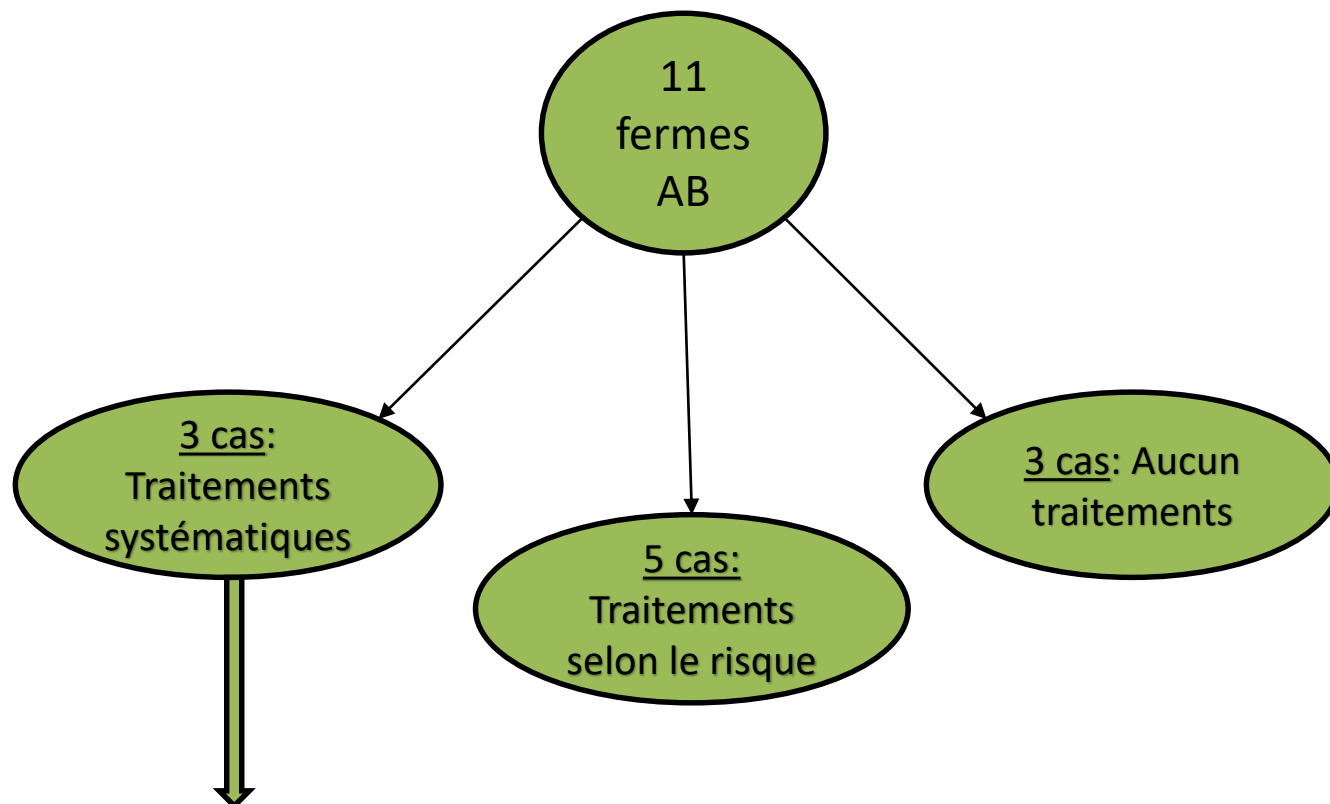 11
fermes
AB
3 cas:
Traitements
systématiques
5 cas:
Traitements
selon le risque
3 cas: Aucun
traitements